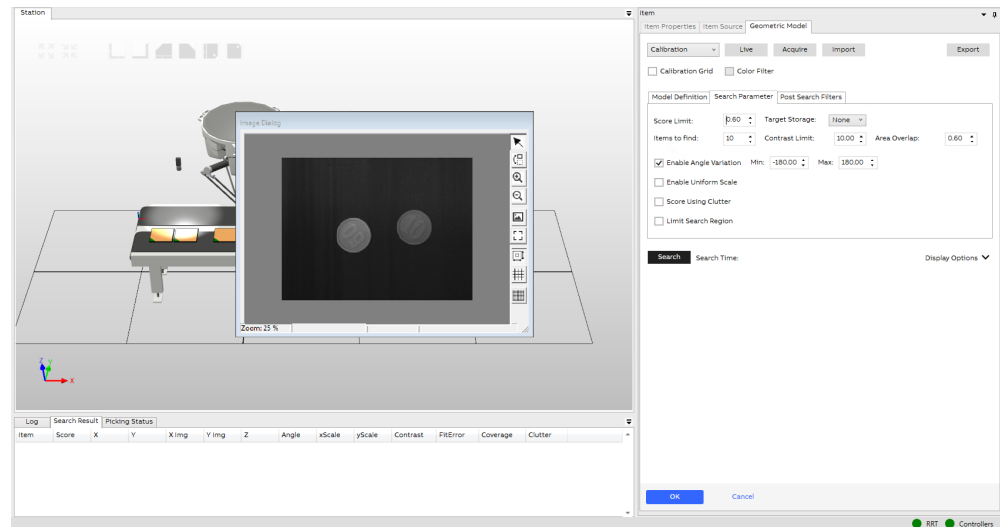 Station
Item
Item Properties Item Source Geometric Model
Calibration Live Acquire Import Export
Calibration Grid Color Filter
Model Definition Search Parameter Post Search Filters
Score Limit: 0.60 Target Storage: None
Items to find: 10 Contrast Limit: 10.00 Area Overlap: 0.60
Enable Angle Variation Min: -180.00 Max: 180.00
Enable Uniform Scale
Score Using Clutter
Limit Search Region
Search Search Time: Display Options
Image Dialog
Zoom: 25 %
Z Y
X
Log Search Result Picking Status
Item Score X Y X Img Y Img Z Angle xScale yScale Contrast FitError Coverage Clutter
OK Cancel
RRT Controllers